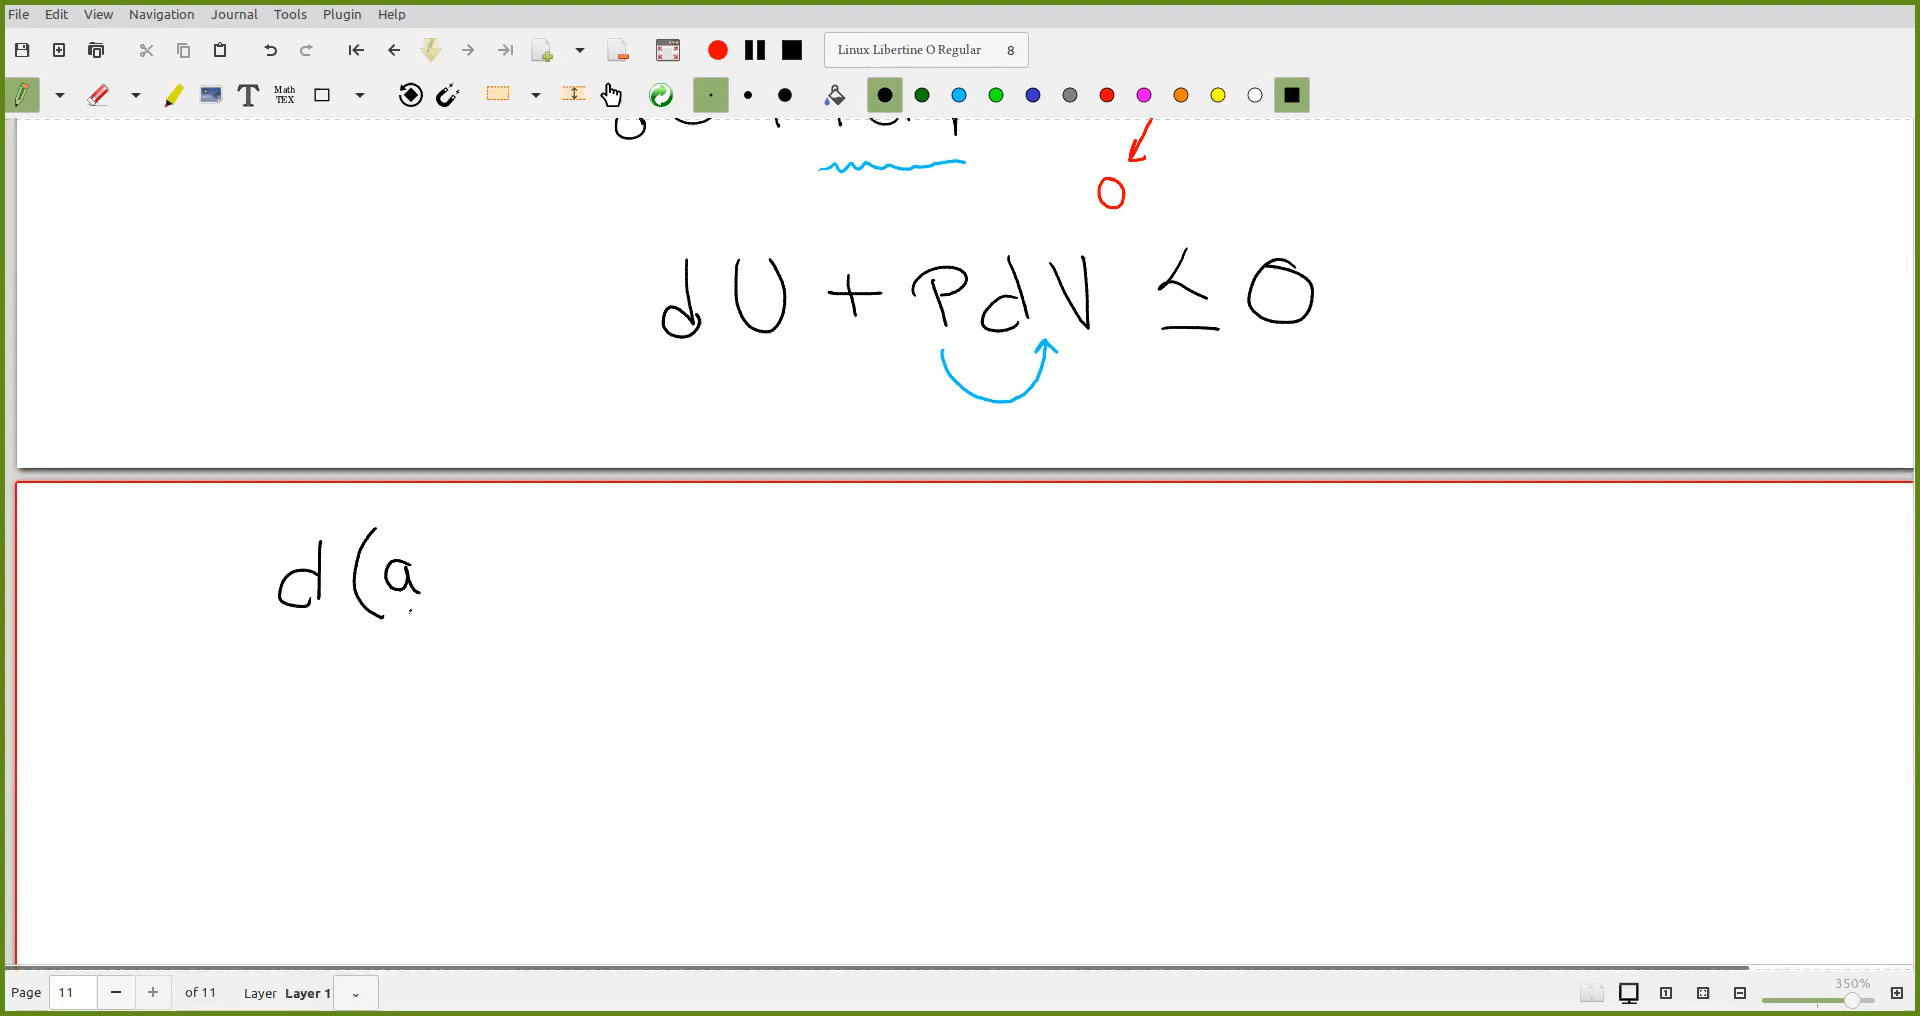 File Edit View Navigation Journal Tools Plugin Help
Linux Libertine O Regular 8
T Math TEX
0
dU + PdV ≤ 0
d(a
Page 11 − + of 11 Layer Layer 1 350%